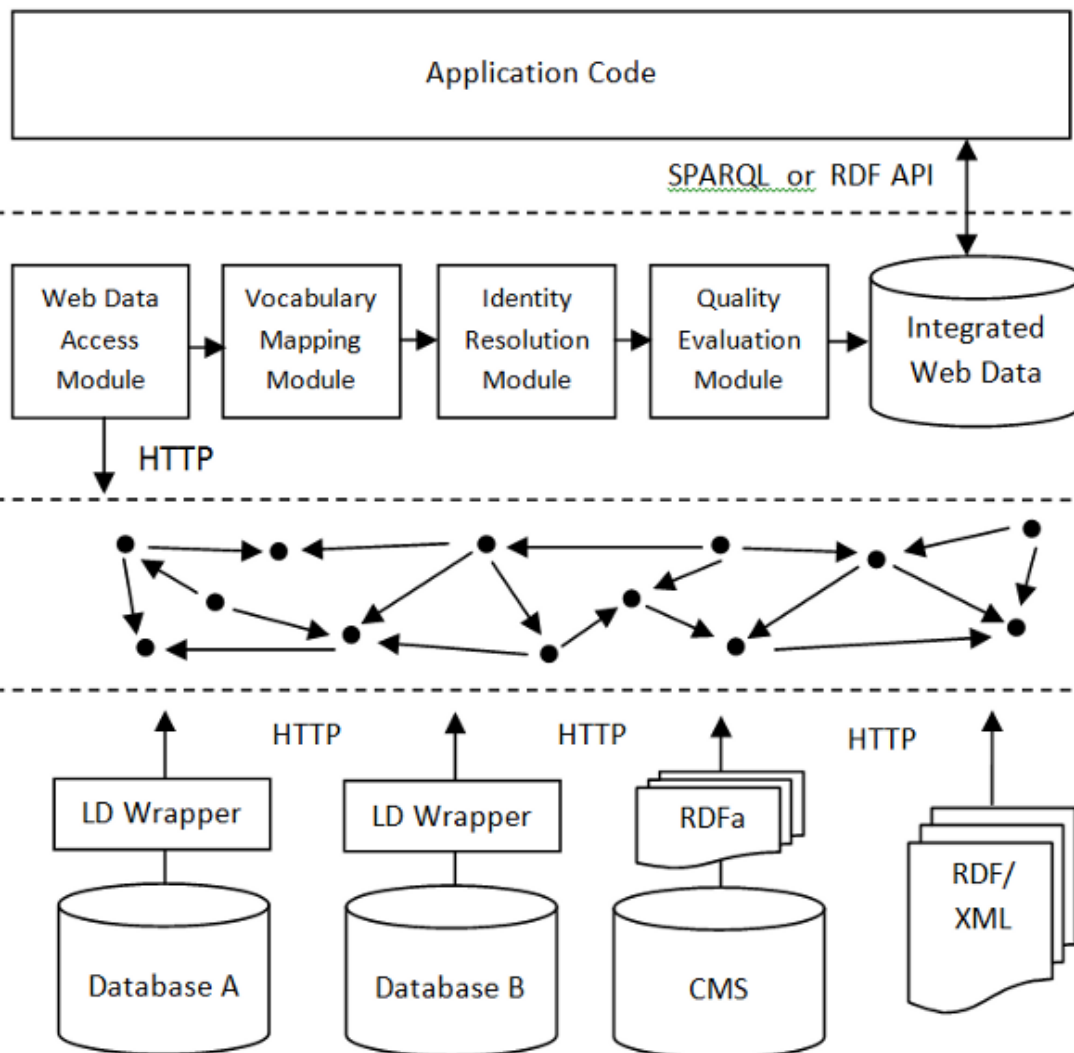 Application Code
SPARQL or RDF API
Web Data
Access
Module
Vocabulary
Mapping
Module
Identity
Resolution
Module
Quality
Evaluation
Module
Integrated
Web Data
HTTP
HTTP
HTTP
HTTP
LD Wrapper
LD Wrapper
RDFa
RDF/
XML
Database A
Database B
CMS